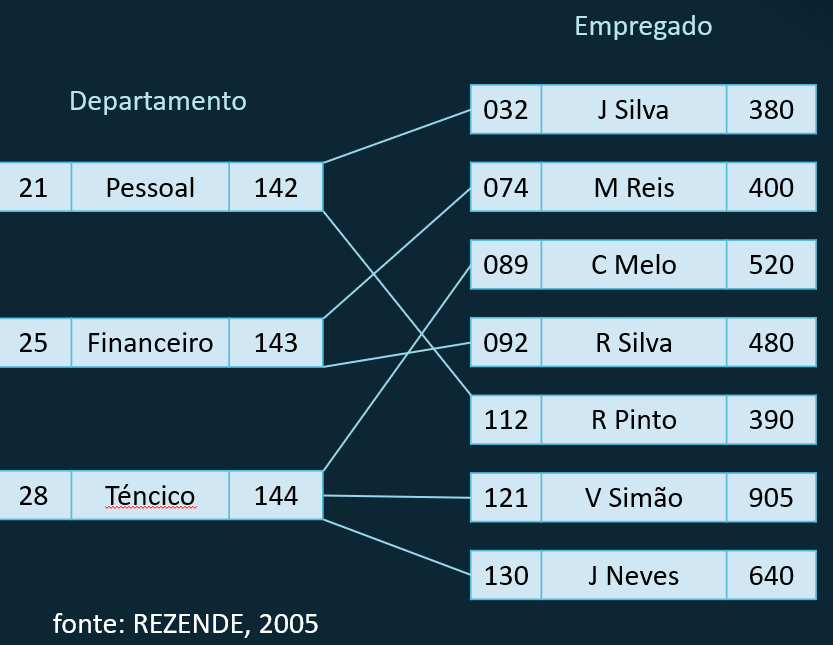 Empregado
Departamento
032 J Silva 380
21 Pessoal 142
074 M Reis 400
089 C Melo 520
25 Financeiro 143
092 R Silva 480
112 R Pinto 390
28 Téncico 144
121 V Simão 905
130 J Neves 640
fonte: REZENDE, 2005